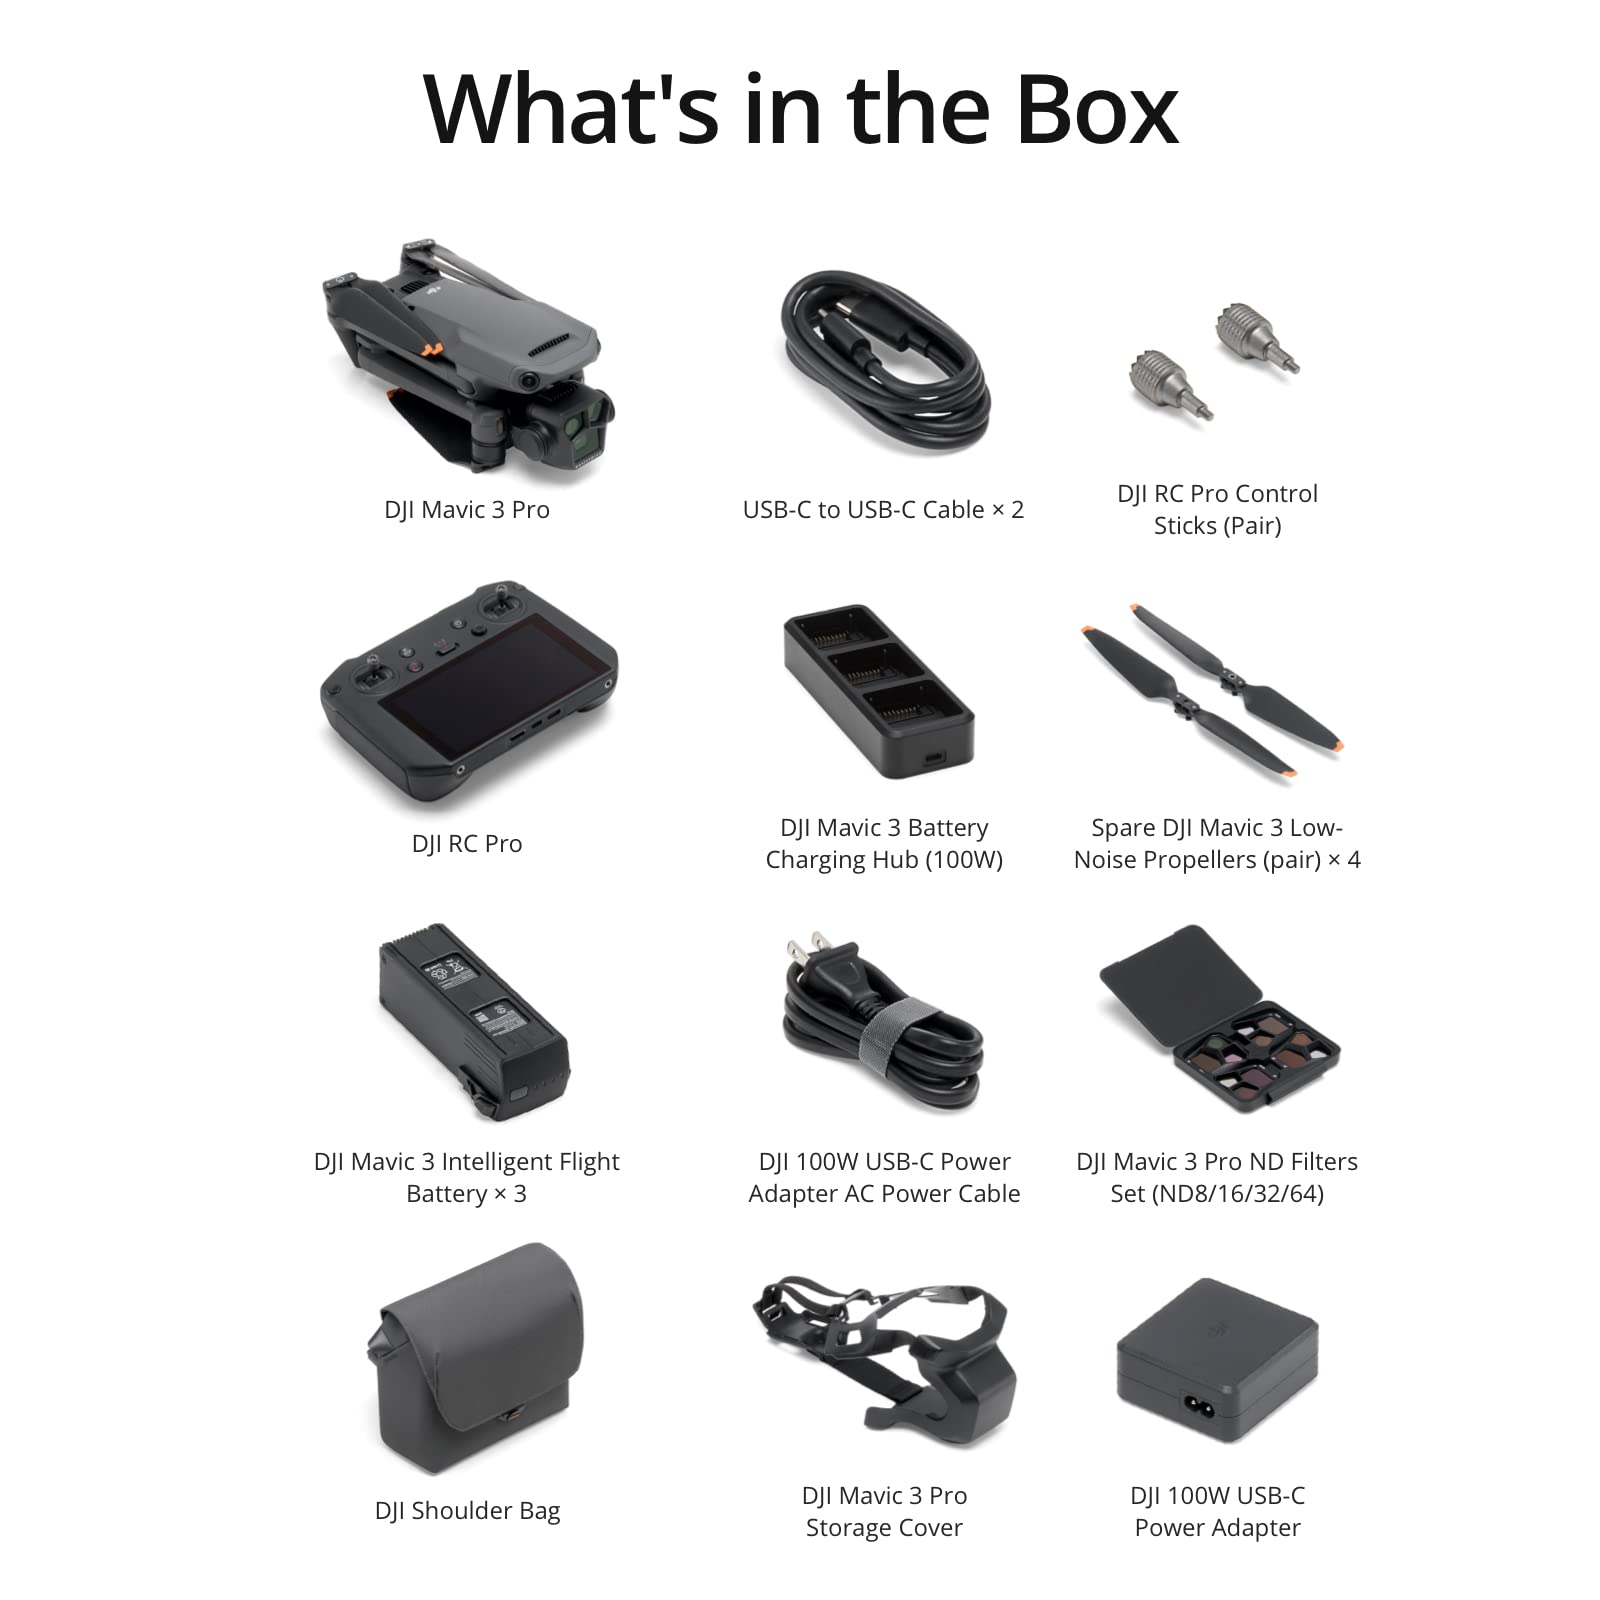 What's in the Box
DJI Mavic 3 Pro
USB-C to USB-C Cable × 2
DJI RC Pro Control
Sticks (Pair)
DJI RC Pro
DJI Mavic 3 Battery
Charging Hub (100W)
Spare DJI Mavic 3 Low-
Noise Propellers (pair) × 4
DJI Mavic 3 Intelligent Flight
Battery × 3
DJI 100W USB-C Power
Adapter AC Power Cable
DJI Mavic 3 Pro ND Filters
Set (ND8/16/32/64)
DJI Shoulder Bag
DJI Mavic 3 Pro
Storage Cover
DJI 100W USB-C
Power Adapter